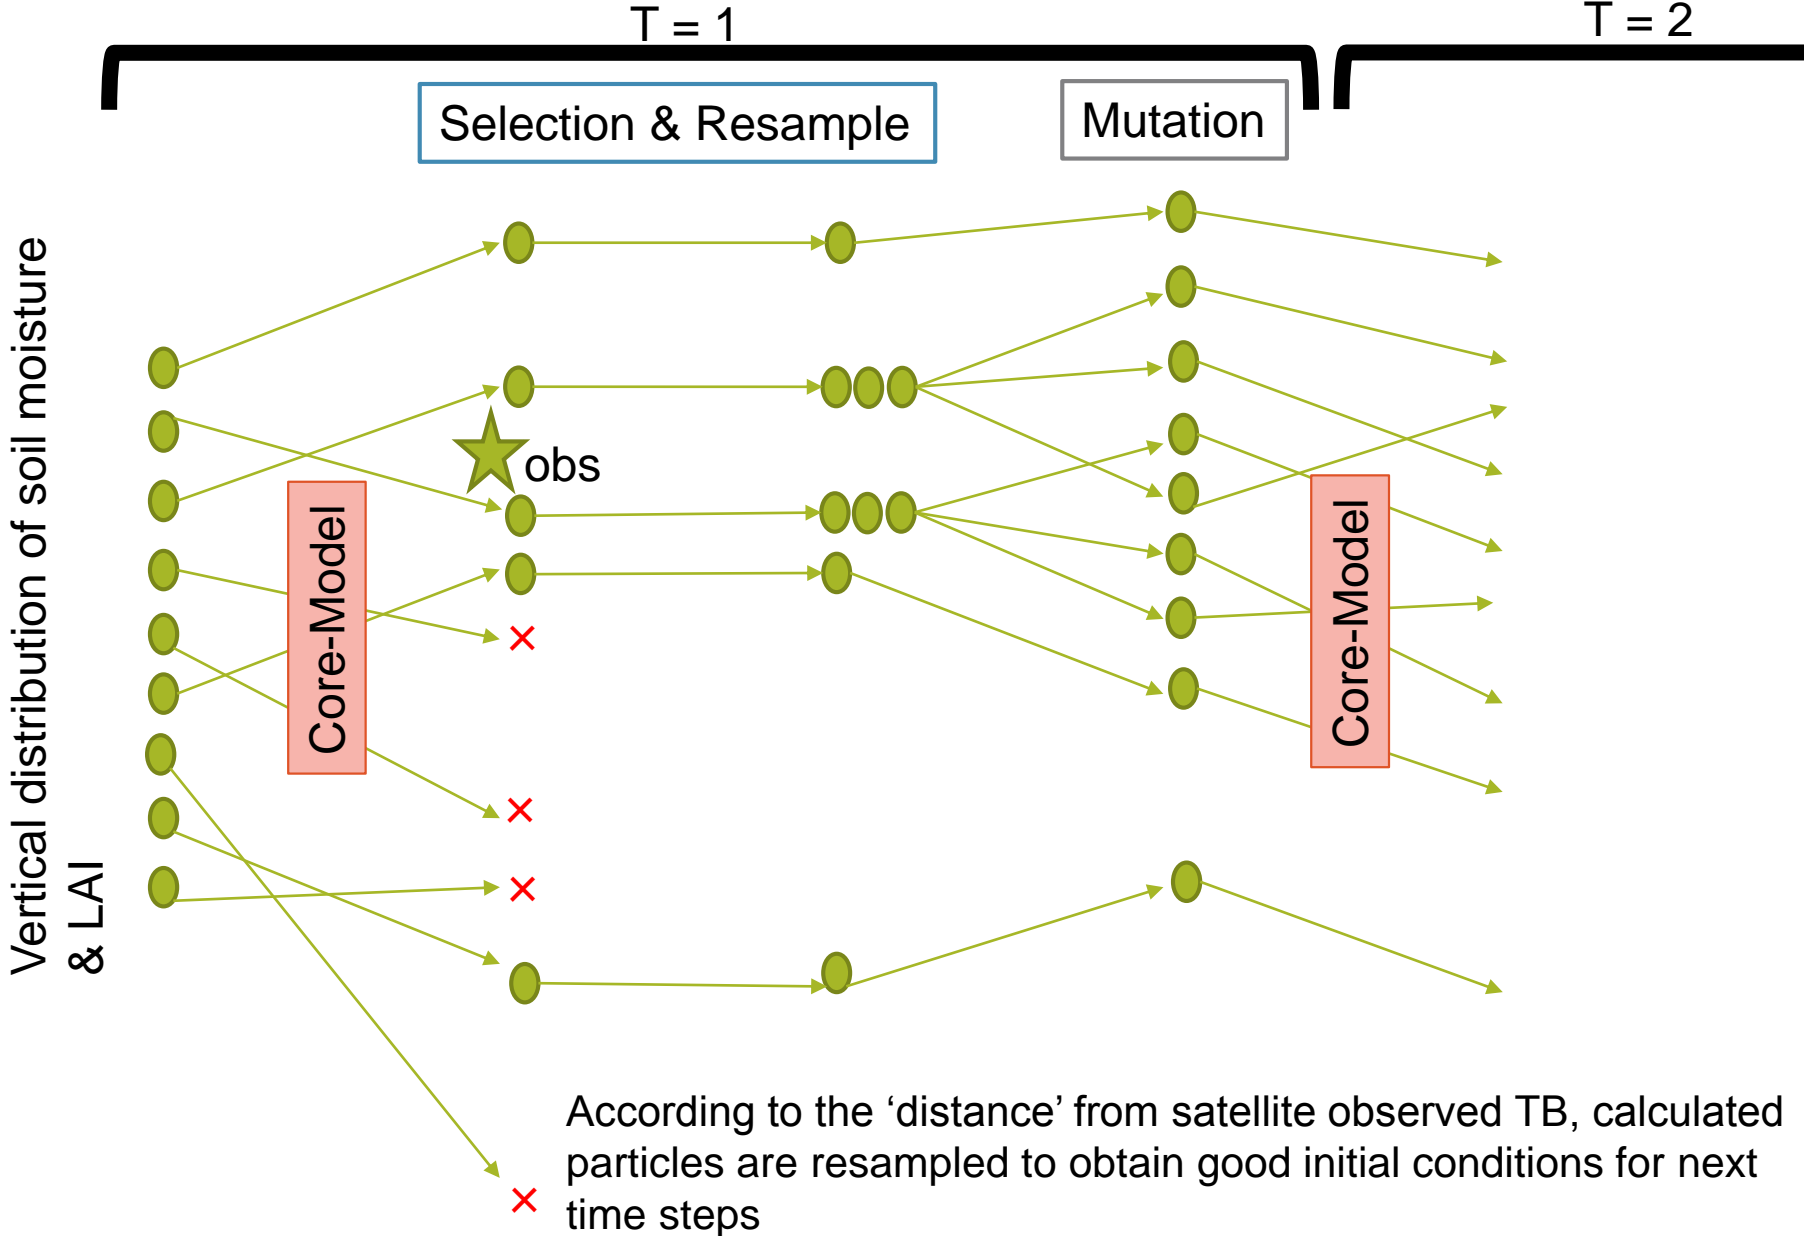 T = 1
T = 2
Selection & Resample
Mutation
Vertical distribution of soil moisture
& LAI
obs
Core-Model
Core-Model
According to the ‘distance’ from satellite observed TB, calculated
particles are resampled to obtain good initial conditions for next
time steps